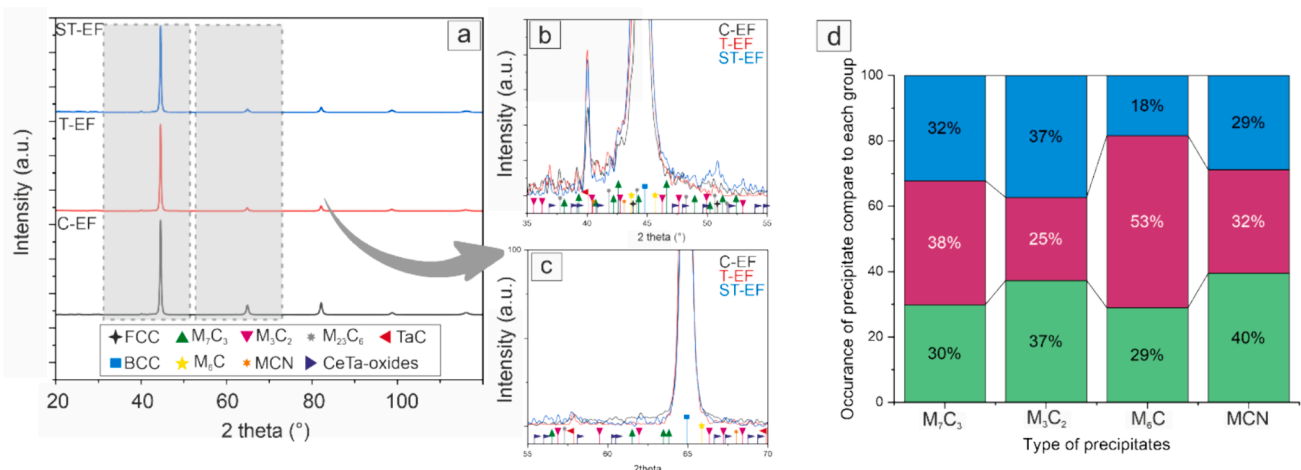 a
ST-EF
T-EF
C-EF
Intensity (a.u.)
FCC M₇C₃ M₃C₂ M₂₃C₆ TaC
BCC M₆C MCN CeTa-oxides
20 40 60 80 100
2 theta (°)
b
C-EF
T-EF
ST-EF
Intensity (a.u.)
35 40 45 50 55
2 theta (°)
c
100
C-EF
T-EF
ST-EF
Intensity (a.u.)
55 60 65 70
2theta
d
Occurance of precipitate compare to each group
100
80
60
40
20
0
32% 37% 18% 29%
38% 25% 53% 32%
30% 37% 29% 40%
M₇C₃ M₃C₂ M₆C MCN
Type of precipitates